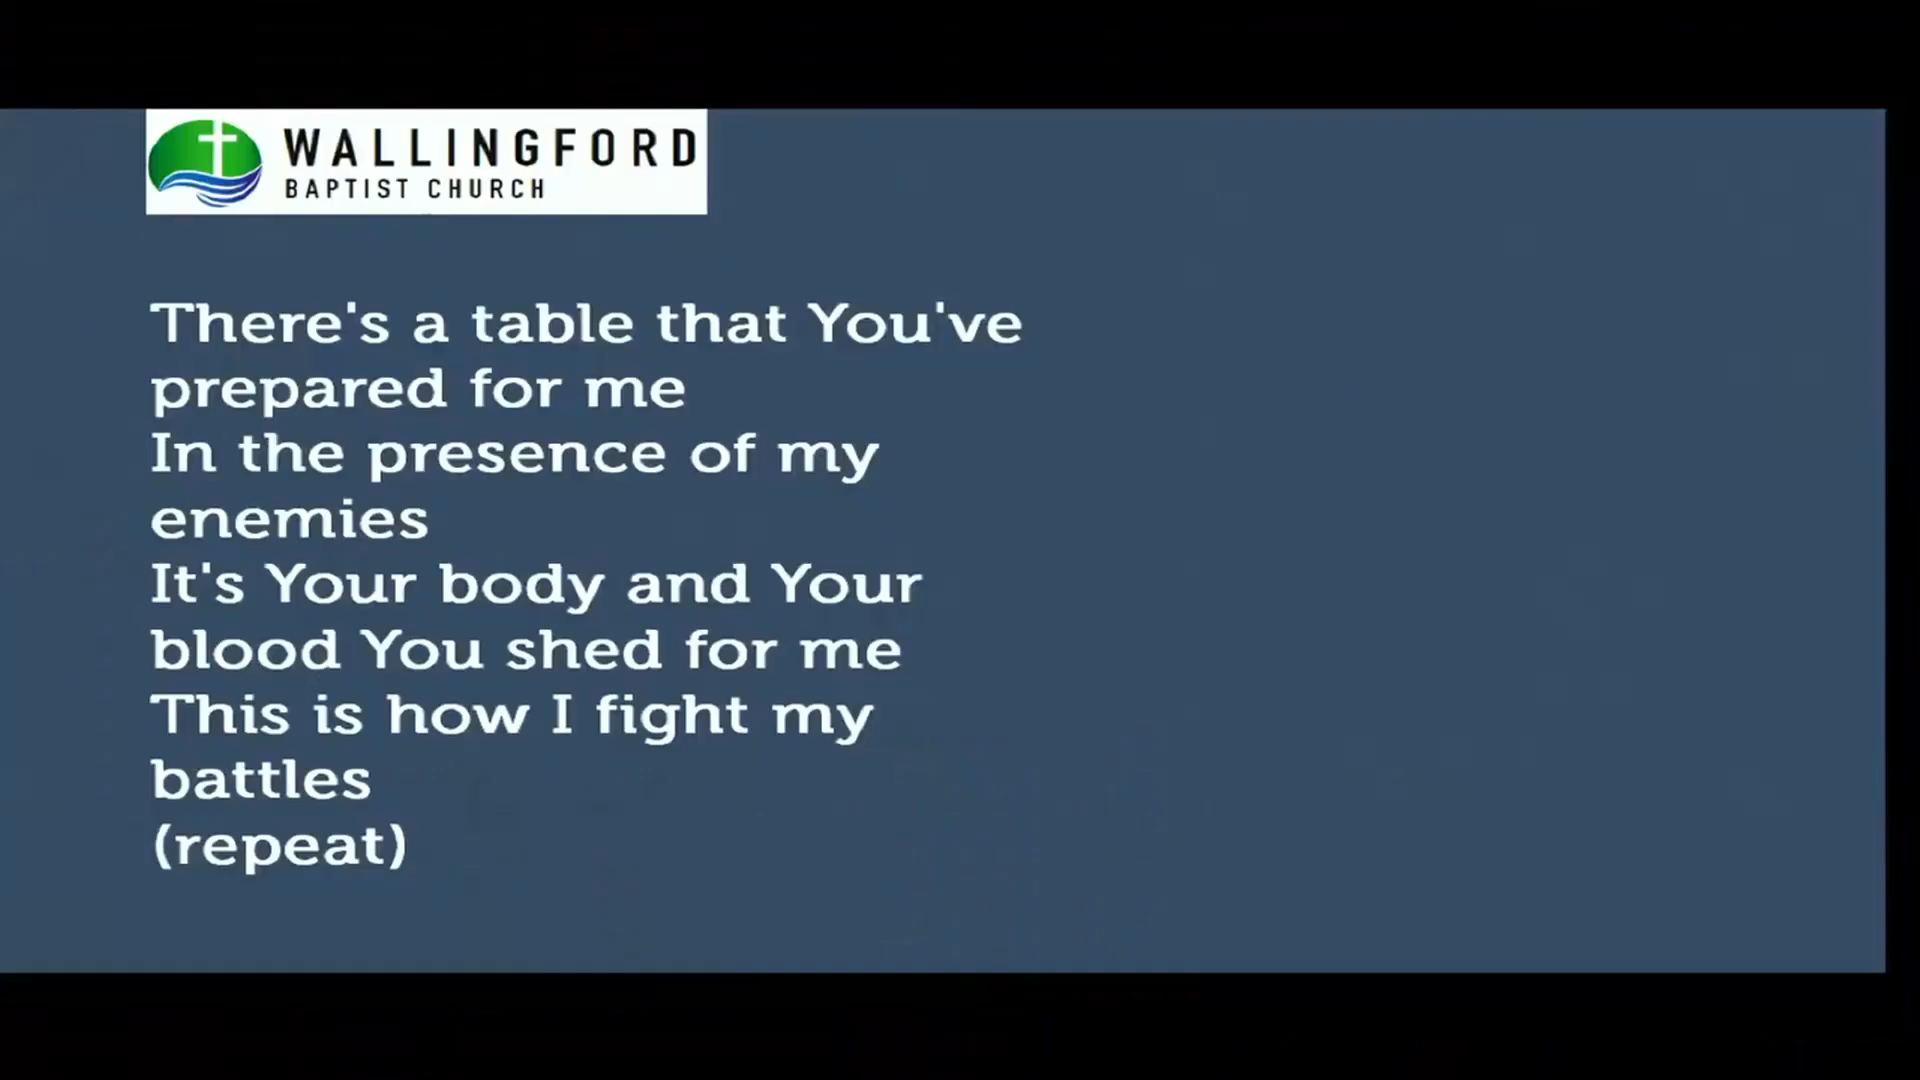 WALLINGFORD
BAPTIST CHURCH
There's a table that You've
prepared for me
In the presence of my
enemies
It's Your body and Your
blood You shed for me
This is how I fight my
battles
(repeat)